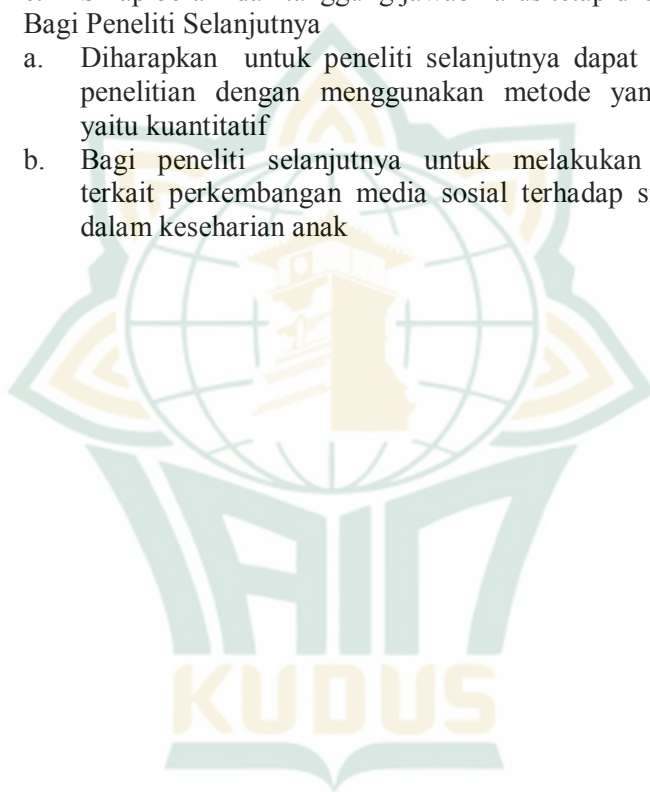 Bagi Peneliti Selanjutnya
a. Diharapkan untuk peneliti selanjutnya dapat
penelitian dengan menggunakan metode
yaitu kuantitatif
b. Bagi peneliti selanjutnya untuk melakukan
terkait perkembangan media sosial terhadap
dalam keseharian anak
IAIN
KUDUS